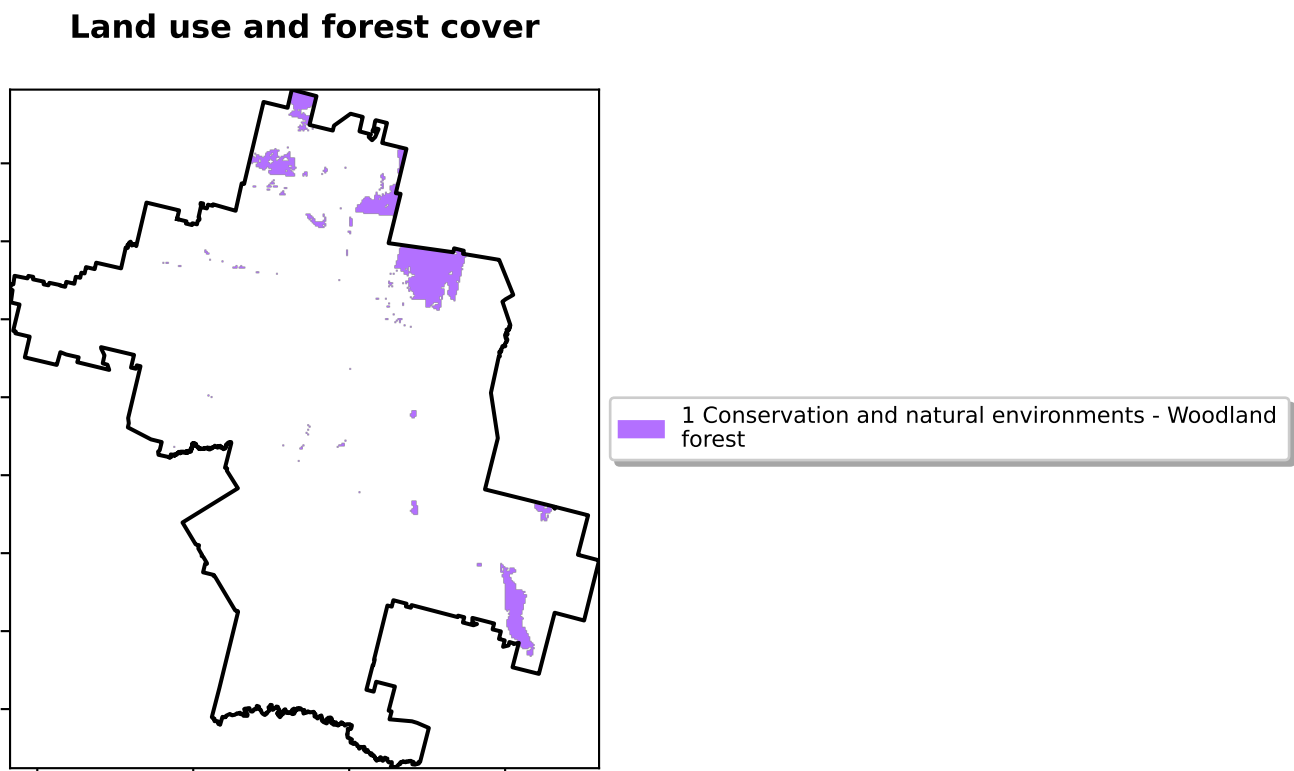 Land use and forest cover
1 Conservation and natural environments - Woodland
forest